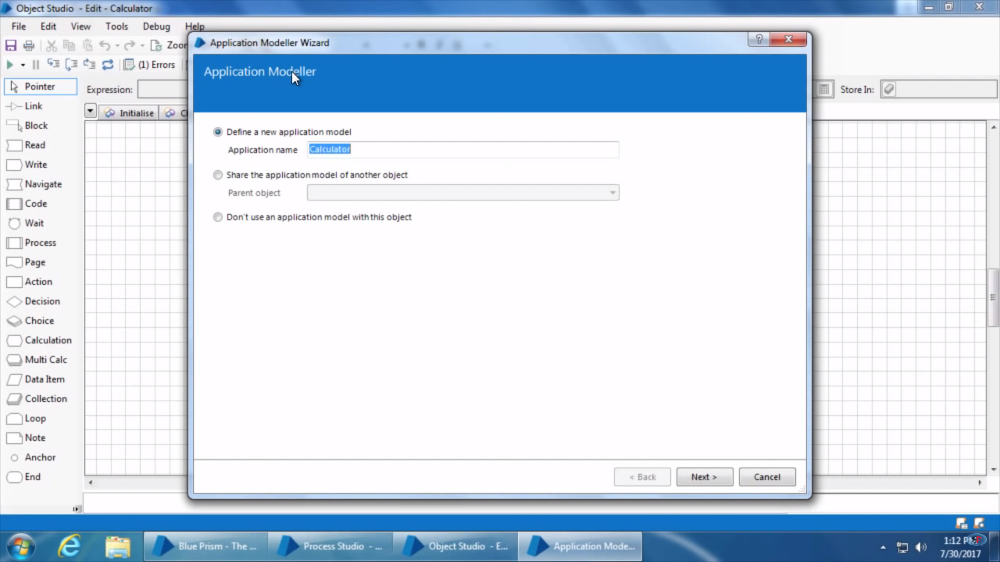 Object Studio - Edit - Calculator
File Edit View Tools Debug Help
Application Modeller Wizard
(1) Errors
Application Modeller
Pointer
Expression:
Store In:
Link
Initialise
Block
Define a new application model
Read
Application name Calculator
Write
Share the application model of another object
Navigate
Parent object
Code
Don't use an application model with this object
Wait
Process
Page
Action
Decision
Choice
Calculation
Multi Calc
Data Item
Collection
Loop
Note
Anchor
End
< Back Next > Cancel
Blue Prism - The ... Process Studio - ... Object Studio - E... Application Mode...
1:12 PM
7/30/2017